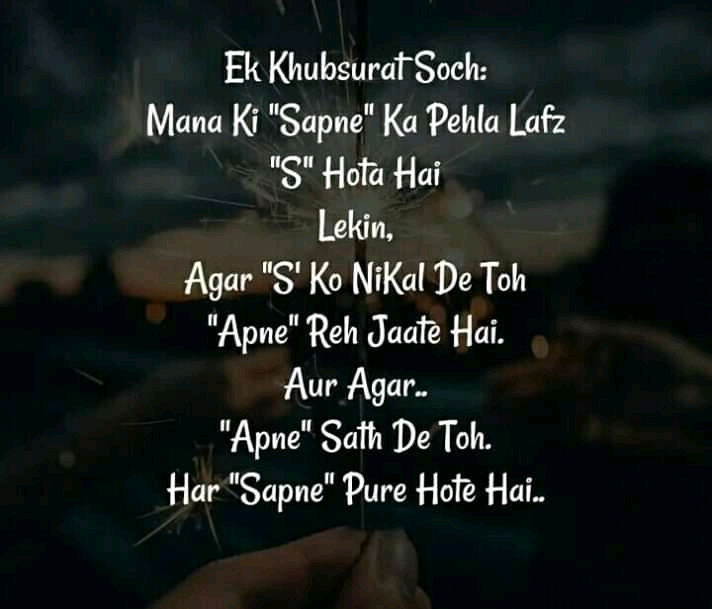 Ek Khubsurat Soch:
Mana Ki "Sapne" Ka Pehla Lafz
"S" Hota Hai
Lekin,
Agar "S' Ko NiKal De Toh
"Apne" Reh Jaate Hai.
Aur Agar..
"Apne" Sath De Toh.
Har "Sapne" Pure Hote Hai..